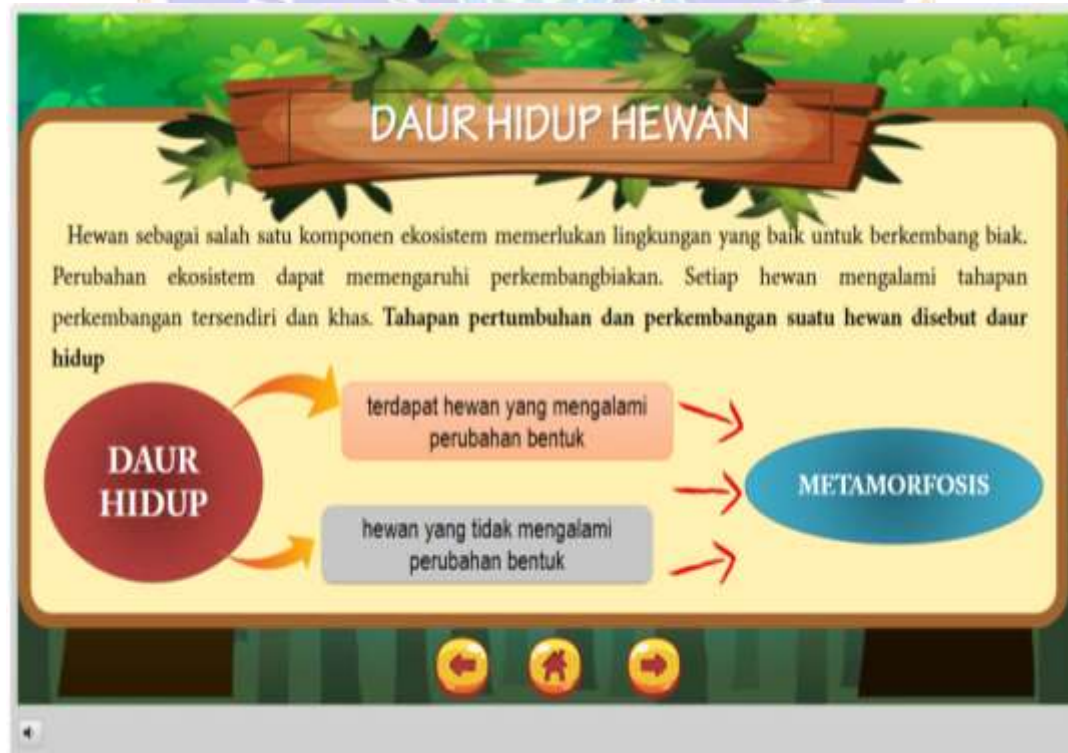 DAUR HIDUP HEWAN
Hewan sebagai salah satu komponen ekosistem memerlukan lingkungan yang baik untuk berkembang biak.
Perubahan ekosistem dapat memengaruhi perkembangbiakan. Setiap hewan mengalami tahapan
perkembangan tersendiri dan khas. Tahapan pertumbuhan dan perkembangan suatu hewan disebut daur
hidup
DAUR
HIDUP
terdapat hewan yang mengalami
perubahan bentuk
hewan yang tidak mengalami
perubahan bentuk
METAMORFOSIS